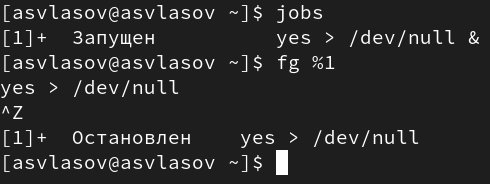 [asvlasov@asvlasov ~]$ jobs
[1]+  Запущен          yes > /dev/null &
[asvlasov@asvlasov ~]$ fg %1
yes > /dev/null
^Z
[1]+  Остановлен    yes > /dev/null
[asvlasov@asvlasov ~]$